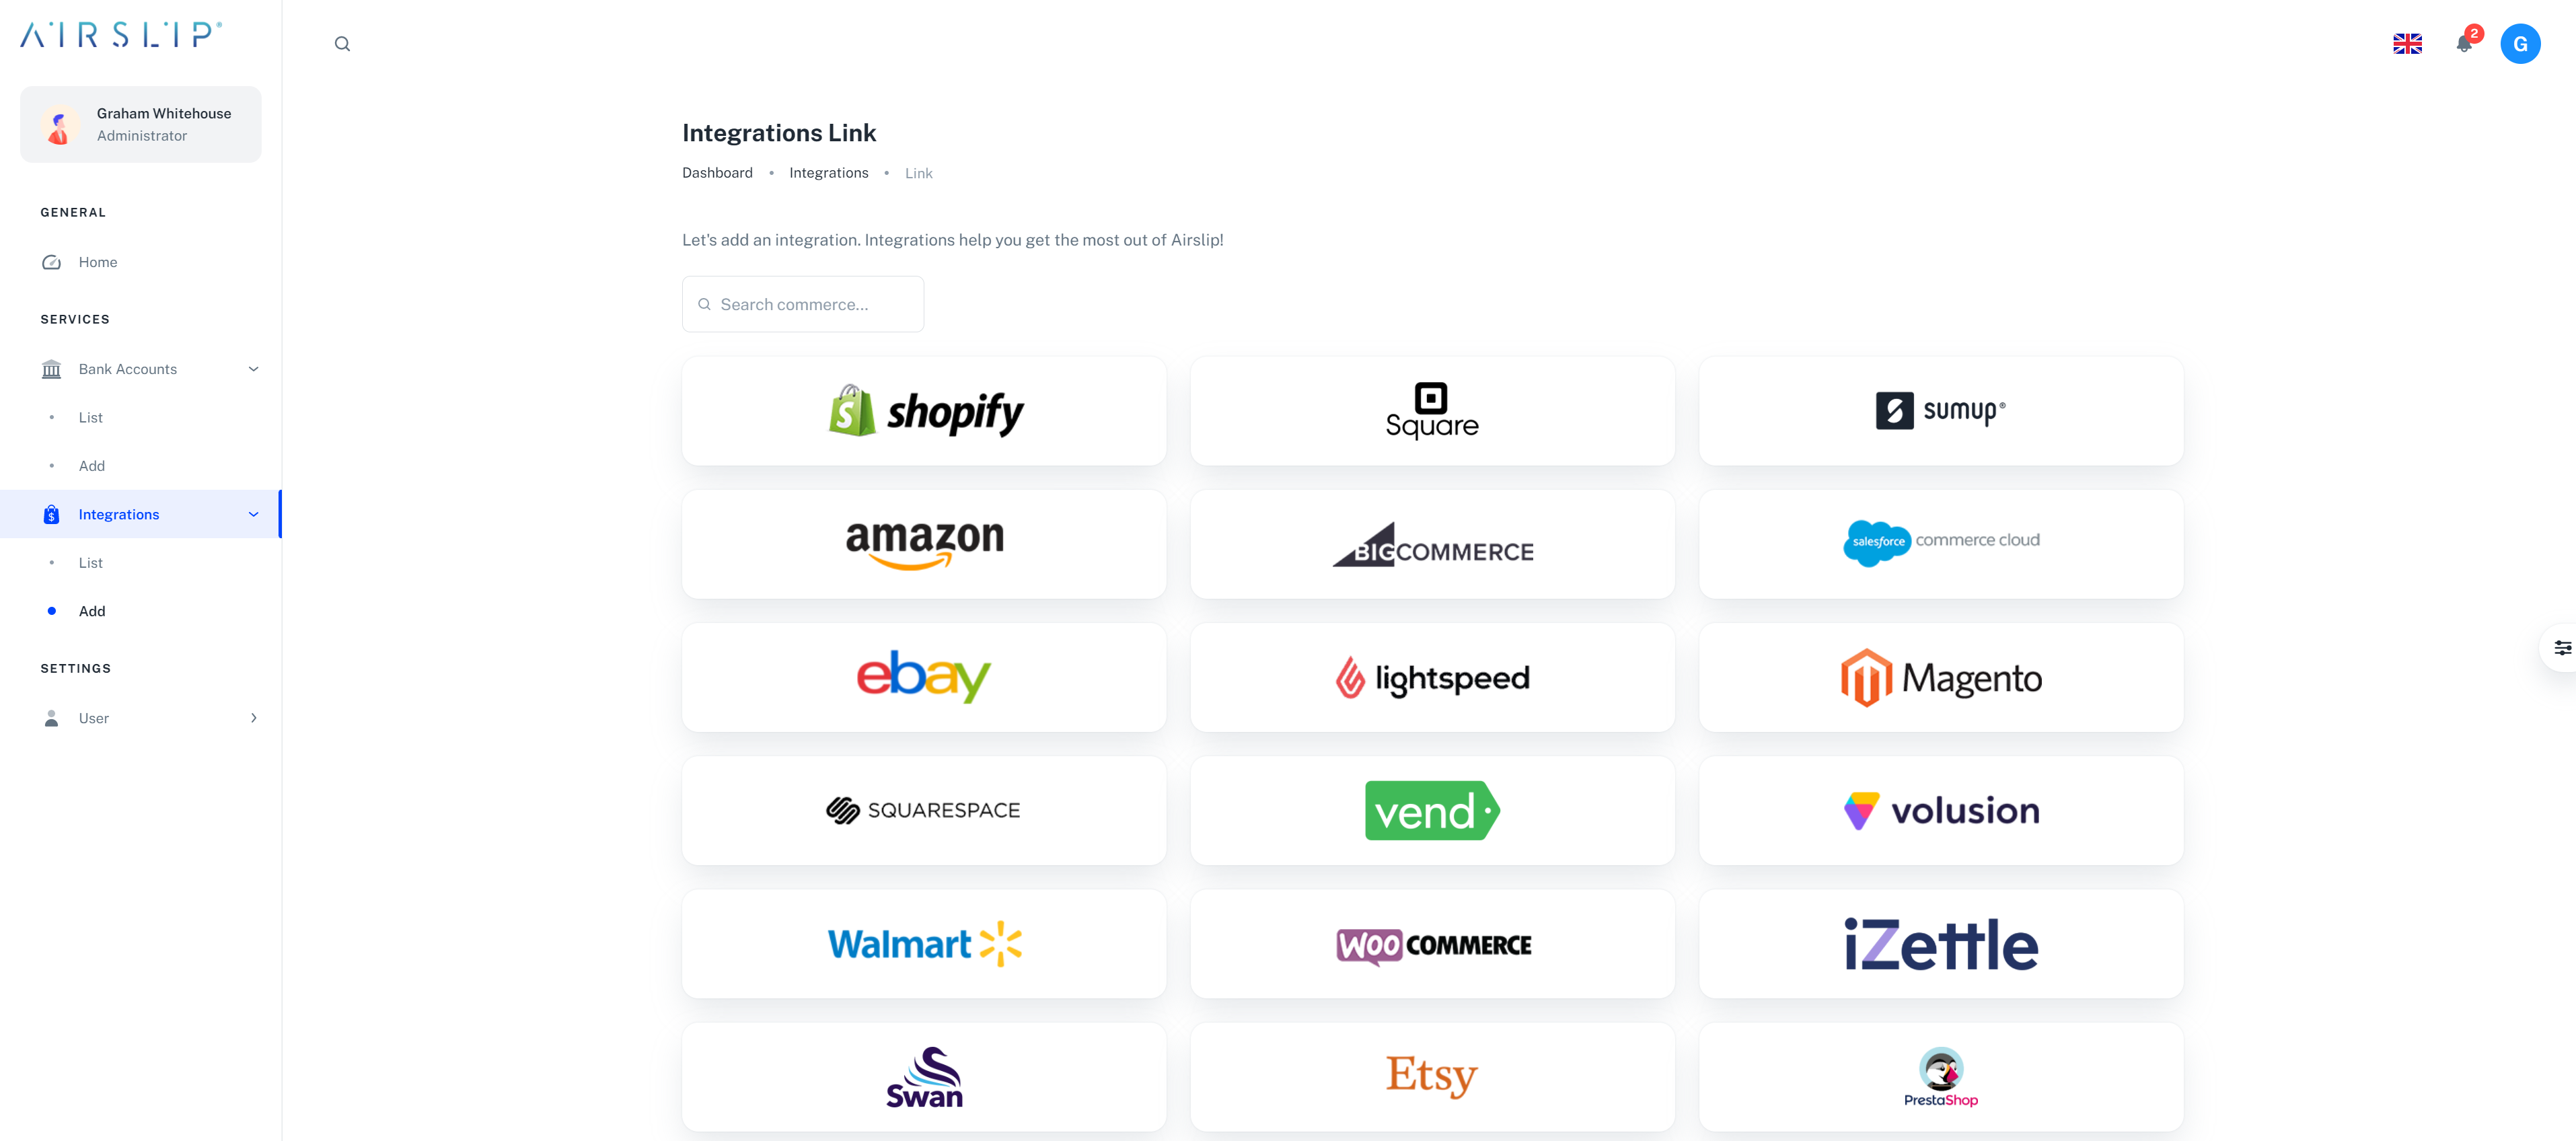 AIRSLIP®
Graham Whitehouse
Administrator
GENERAL
Home
SERVICES
Bank Accounts
List
Add
Integrations
List
Add
SETTINGS
User
2
G
Integrations Link
Dashboard • Integrations • Link
Let's add an integration. Integrations help you get the most out of Airslip!
Search commerce...
S shopify
Square
sumup®
amazon
BIGCOMMERCE
salesforce commerce cloud
ebay
lightspeed
Magento
SQUARESPACE
vend
volusion
Walmart
WOO COMMERCE
iZettle
Swan
Etsy
PrestaShop